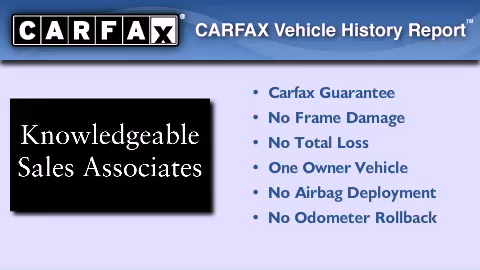 CARFAX® CARFAX Vehicle History Report™
Knowledgeable
Sales Associates
• Carfax Guarantee
• No Frame Damage
• No Total Loss
• One Owner Vehicle
• No Airbag Deployment
• No Odometer Rollback